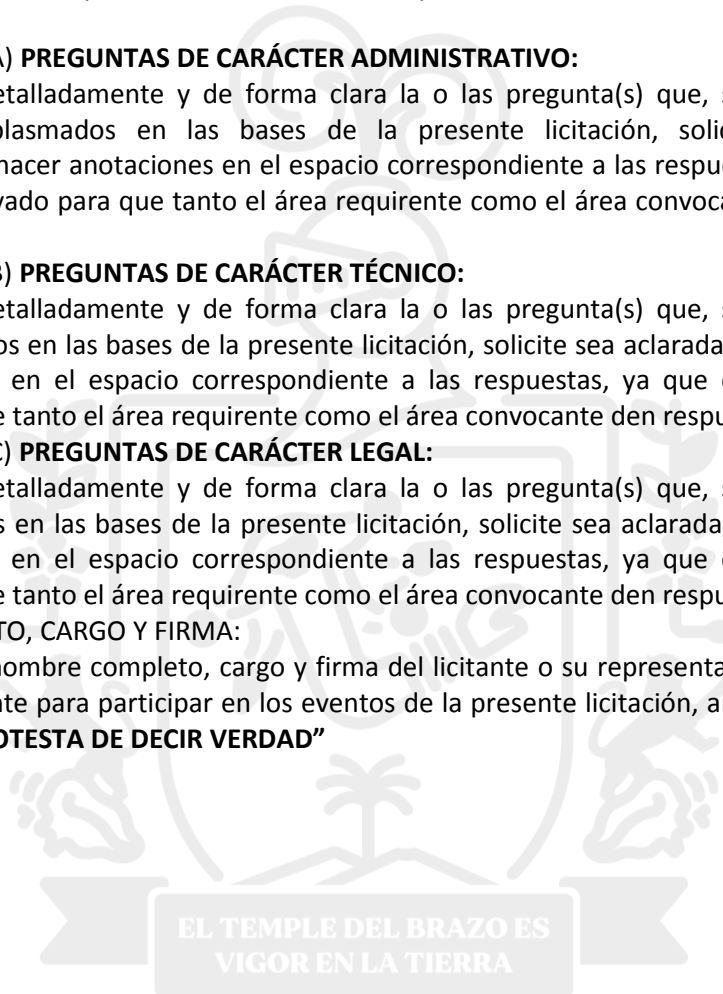 A) PREGUNTAS DE CARÁCTER ADMINISTRATIVO:
etalladamente y de forma clara la o las pregunta(s) que, s
plasmados en las bases de la presente licitación, solic
hacer anotaciones en el espacio correspondiente a las respue
vado para que tanto el área requirente como el área convoca
B) PREGUNTAS DE CARÁCTER TÉCNICO:
etalladamente y de forma clara la o las pregunta(s) que, s
os en las bases de la presente licitación, solicite sea aclarada
en el espacio correspondiente a las respuestas, ya que
e tanto el área requirente como el área convocante den respu
C) PREGUNTAS DE CARÁCTER LEGAL:
etalladamente y de forma clara la o las pregunta(s) que, s
s en las bases de la presente licitación, solicite sea aclarada
en el espacio correspondiente a las respuestas, ya que
e tanto el área requirente como el área convocante den respu
TO, CARGO Y FIRMA:
nombre completo, cargo y firma del licitante o su representa
nte para participar en los eventos de la presente licitación, a
OTESTA DE DECIR VERDAD”
EL TEMPLE DEL BRAZO ES
VIGOR EN LA TIERRA